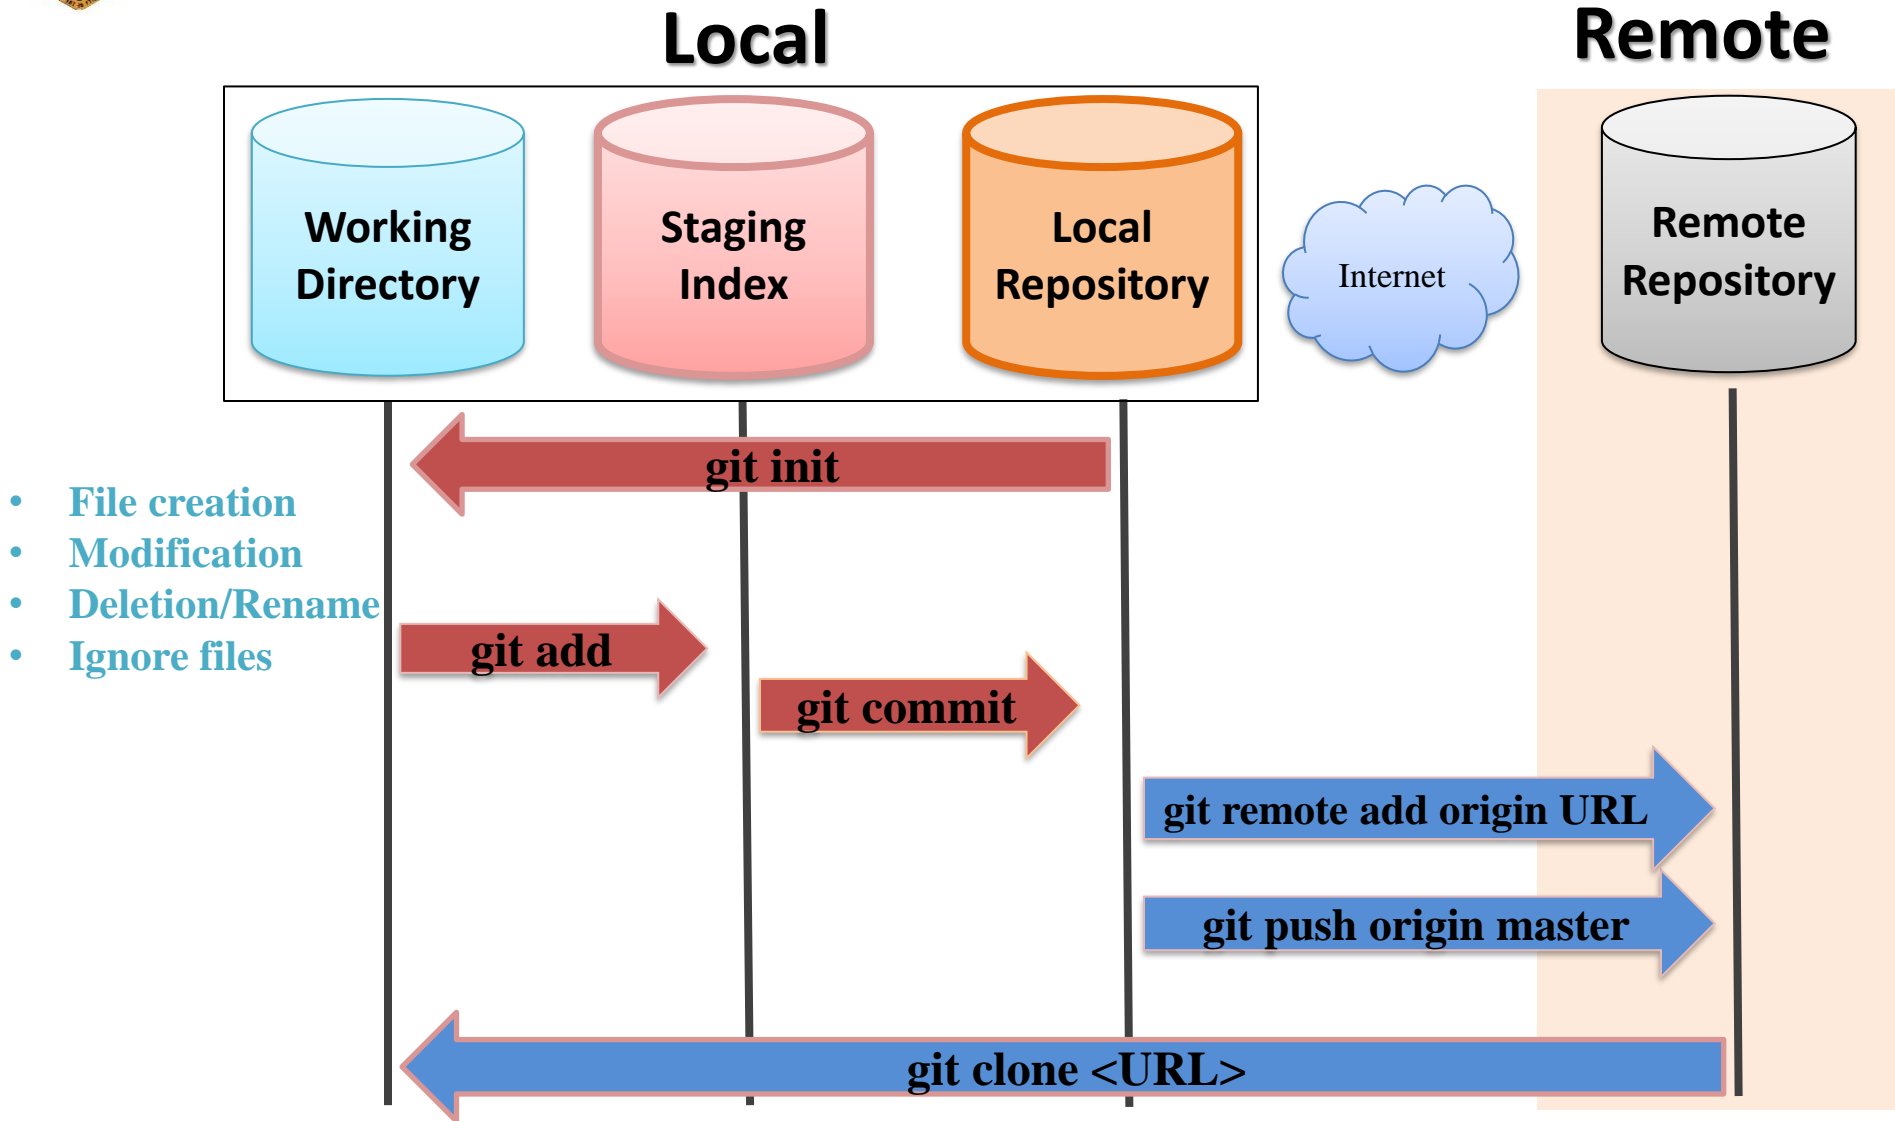 Local
Remote
Working
Directory
Staging
Index
Local
Repository
Internet
Remote
Repository
git init
• File creation
• Modification
• Deletion/Rename
• Ignore files
git add
git commit
git remote add origin URL
git push origin master
git clone <URL>